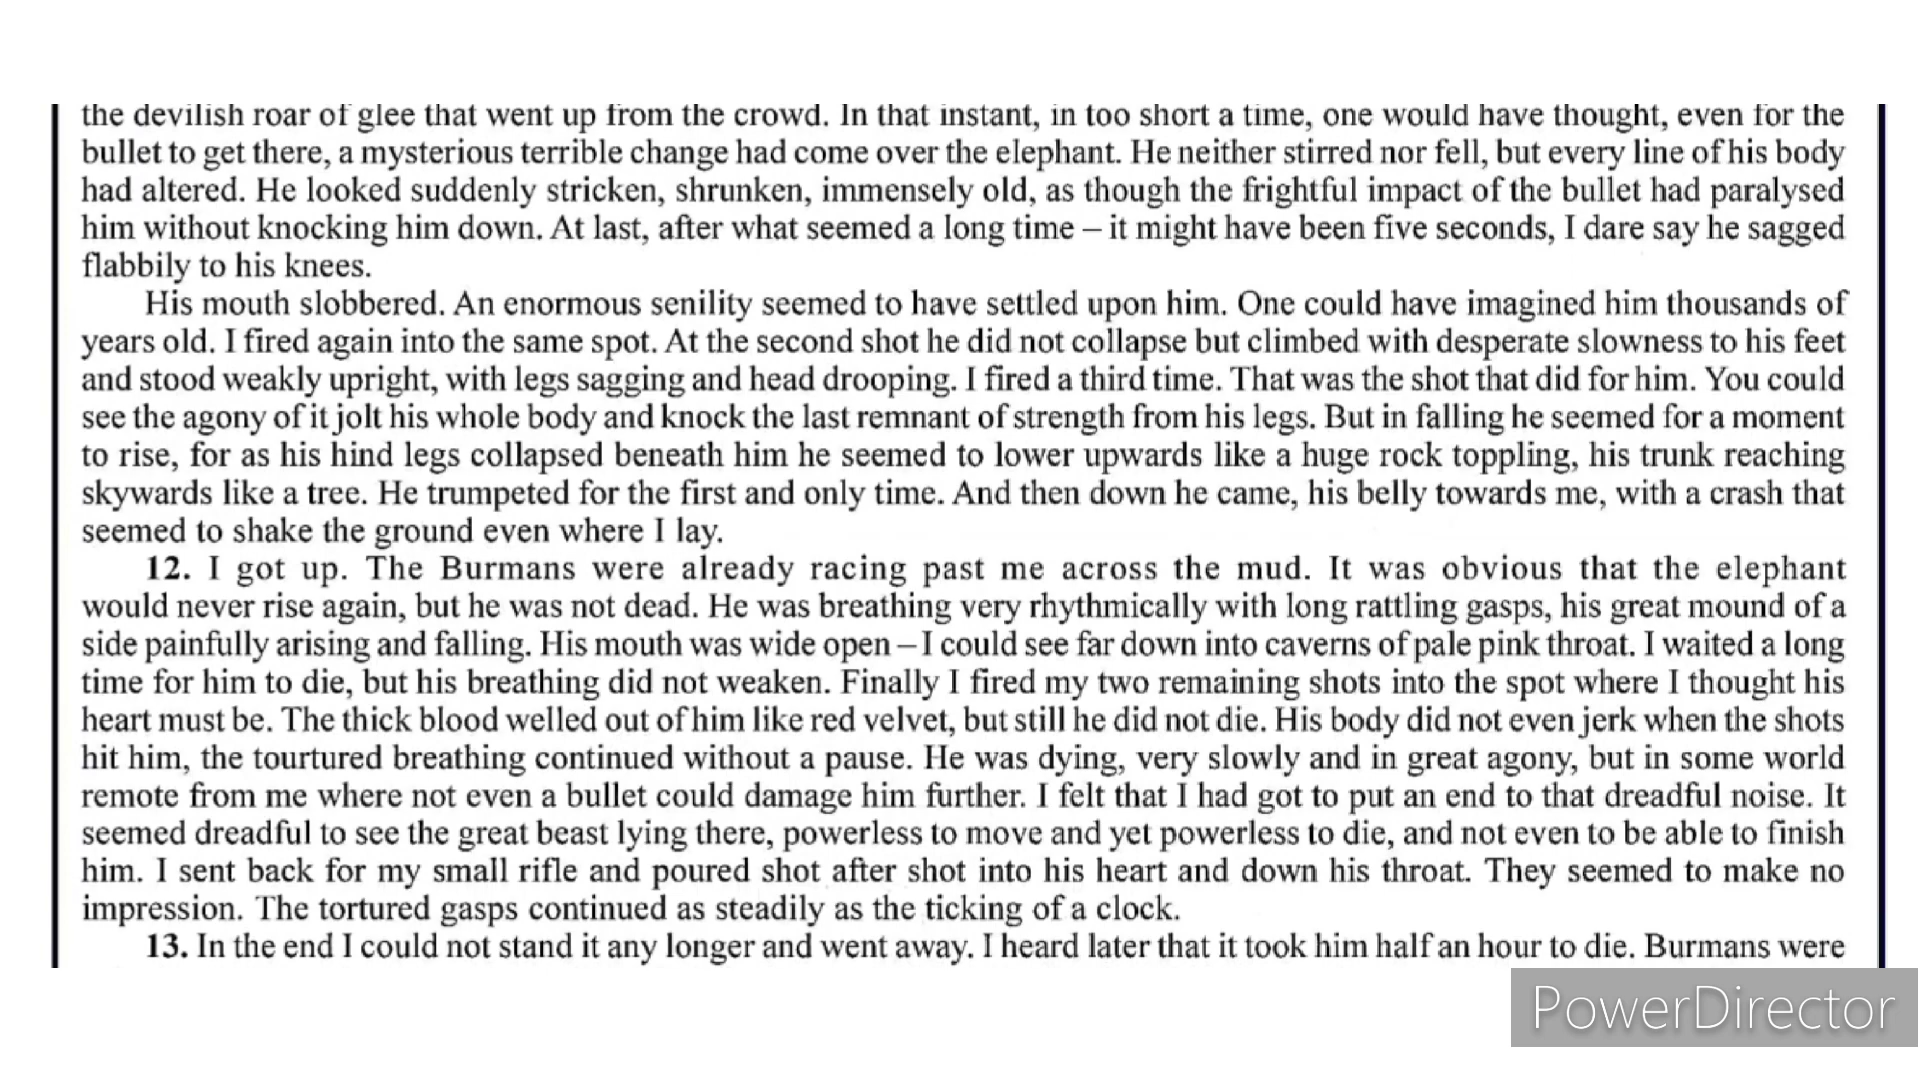 the devilish roar of glee that went up from the crowd. In that instant, in too short a time, one would have thought, even for the
bullet to get there, a mysterious terrible change had come over the elephant. He neither stirred nor fell, but every line of his body
had altered. He looked suddenly stricken, shrunken, immensely old, as though the frightful impact of the bullet had paralysed
him without knocking him down. At last, after what seemed a long time – it might have been five seconds, I dare say he sagged
flabbily to his knees.
His mouth slobbered. An enormous senility seemed to have settled upon him. One could have imagined him thousands of
years old. I fired again into the same spot. At the second shot he did not collapse but climbed with desperate slowness to his feet
and stood weakly upright, with legs sagging and head drooping. I fired a third time. That was the shot that did for him. You could
see the agony of it jolt his whole body and knock the last remnant of strength from his legs. But in falling he seemed for a moment
to rise, for as his hind legs collapsed beneath him he seemed to lower upwards like a huge rock toppling, his trunk reaching
skywards like a tree. He trumpeted for the first and only time. And then down he came, his belly towards me, with a crash that
seemed to shake the ground even where I lay.
12. I got up. The Burmans were already racing past me across the mud. It was obvious that the elephant
would never rise again, but he was not dead. He was breathing very rhythmically with long rattling gasps, his great mound of a
side painfully arising and falling. His mouth was wide open – I could see far down into caverns of pale pink throat. I waited a long
time for him to die, but his breathing did not weaken. Finally I fired my two remaining shots into the spot where I thought his
heart must be. The thick blood welled out of him like red velvet, but still he did not die. His body did not even jerk when the shots
hit him, the tourtured breathing continued without a pause. He was dying, very slowly and in great agony, but in some world
remote from me where not even a bullet could damage him further. I felt that I had got to put an end to that dreadful noise. It
seemed dreadful to see the great beast lying there, powerless to move and yet powerless to die, and not even to be able to finish
him. I sent back for my small rifle and poured shot after shot into his heart and down his throat. They seemed to make no
impression. The tortured gasps continued as steadily as the ticking of a clock.
13. In the end I could not stand it any longer and went away. I heard later that it took him half an hour to die. Burmans were
PowerDirector